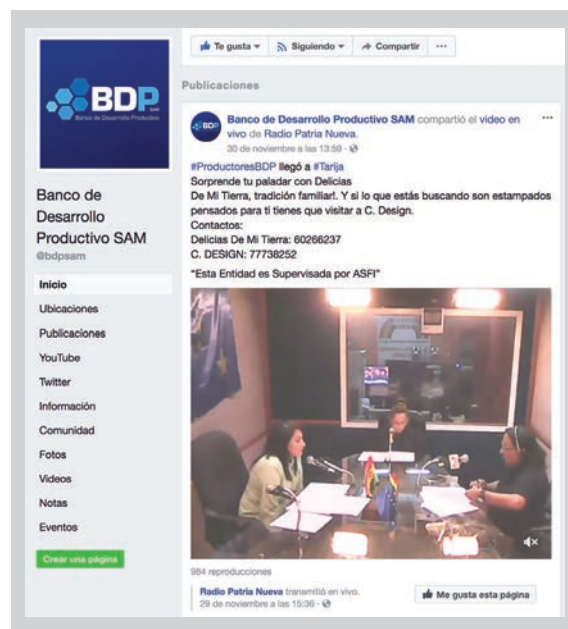 BDP
SAM
Banco de Desarrollo Productivo
Banco de
Desarrollo
Productivo SAM
@bdpsam
Inicio
Ubicaciones
Publicaciones
YouTube
Twitter
Información
Comunidad
Fotos
Videos
Notas
Eventos
Crear una página
Te gusta
Siguiendo
Compartir
Publicaciones
BDP
Banco de Desarrollo Productivo SAM compartió el video en
vivo de Radio Patria Nueva.
30 de noviembre a las 13:59 ·
#ProductoresBDP llegó a #Tarija
Sorprende tu paladar con Delicias
De Mi Tierra, tradición familiar!. Y si lo que estás buscando son estampados
pensados para ti tienes que visitar a C. Design.
Contactos:
Delicias De Mi Tierra: 60266237
C. DESIGN: 77738252
"Esta Entidad es Supervisada por ASFI"
984 reproducciones
Radio Patria Nueva transmitió en vivo.
29 de noviembre a las 15:36 ·
Me gusta esta página